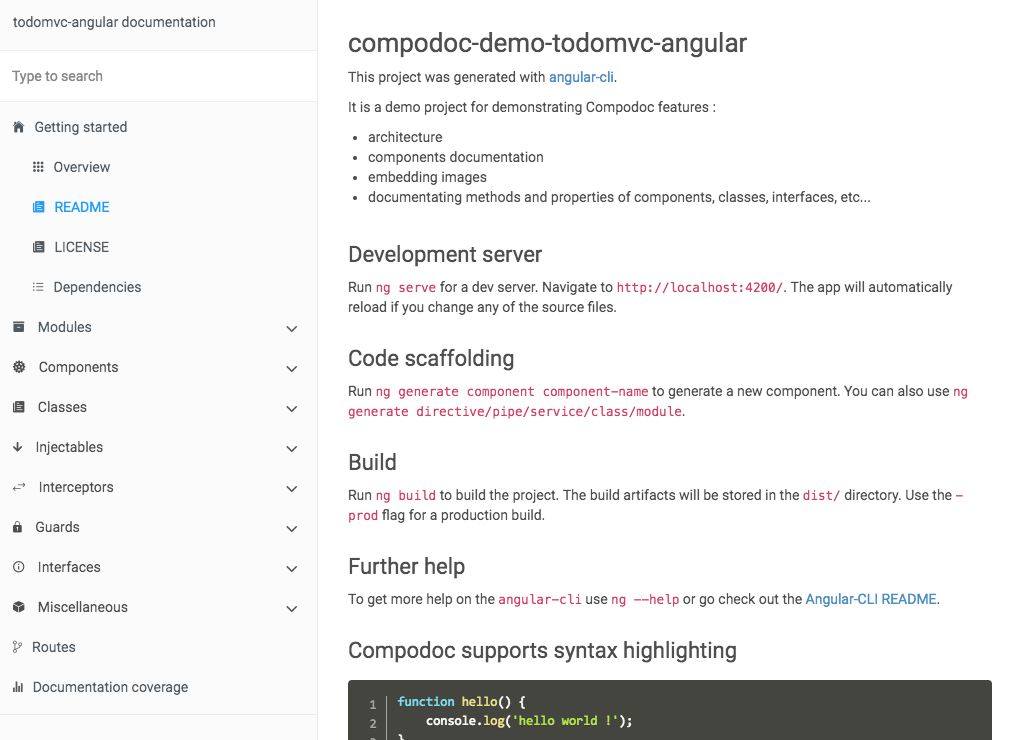 todomvc-angular documentation
Type to search
Getting started
Overview
README
LICENSE
Dependencies
Modules
Components
Classes
Injectables
Interceptors
Guards
Interfaces
Miscellaneous
Routes
Documentation coverage
compodoc-demo-todomvc-angular
This project was generated with angular-cli.
It is a demo project for demonstrating Compodoc features :
• architecture
• components documentation
• embedding images
• documentating methods and properties of components, classes, interfaces, etc...
Development server
Run ng serve for a dev server. Navigate to http://localhost:4200/. The app will automatically
reload if you change any of the source files.
Code scaffolding
Run ng generate component component-name to generate a new component. You can also use ng
generate directive/pipe/service/class/module.
Build
Run ng build to build the project. The build artifacts will be stored in the dist/ directory. Use the -
prod flag for a production build.
Further help
To get more help on the angular-cli use ng --help or go check out the Angular-CLI README.
Compodoc supports syntax highlighting
1 function hello() {
2 console.log('hello world !');
3 }